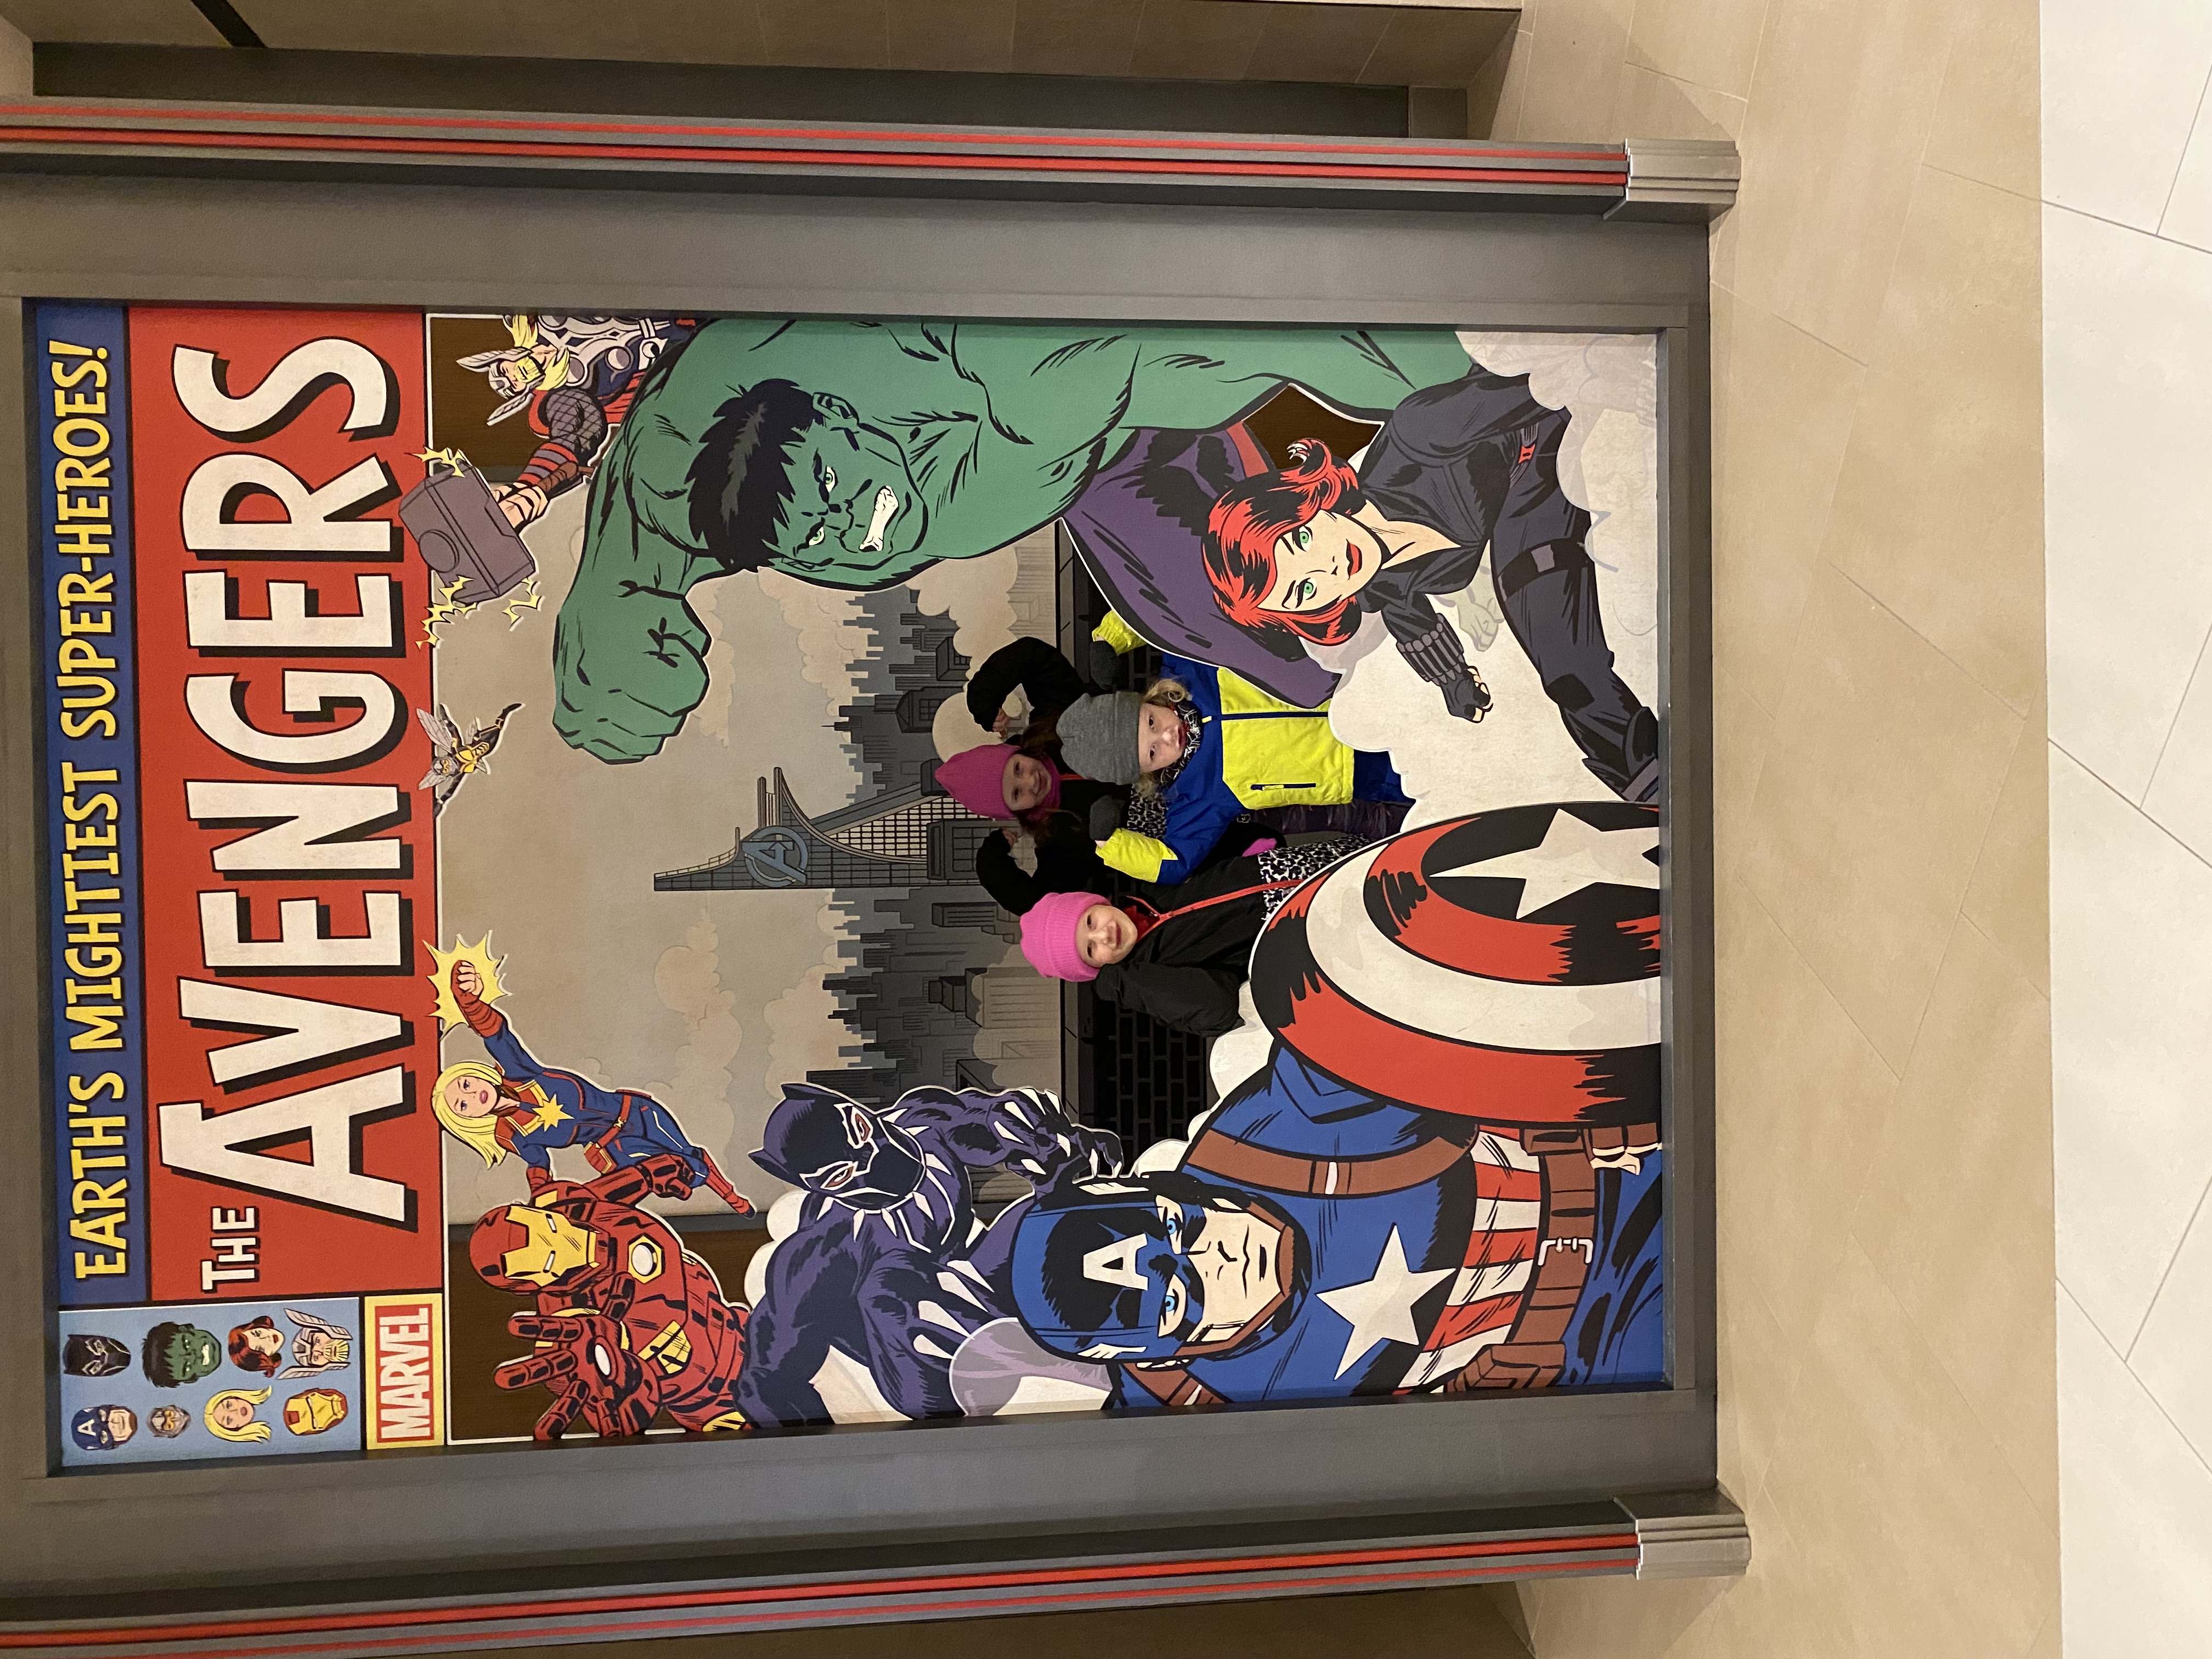 EARTH'S MIGHTIEST SUPER-HEROES!
THE AVENGERS
MARVEL
A
A
A